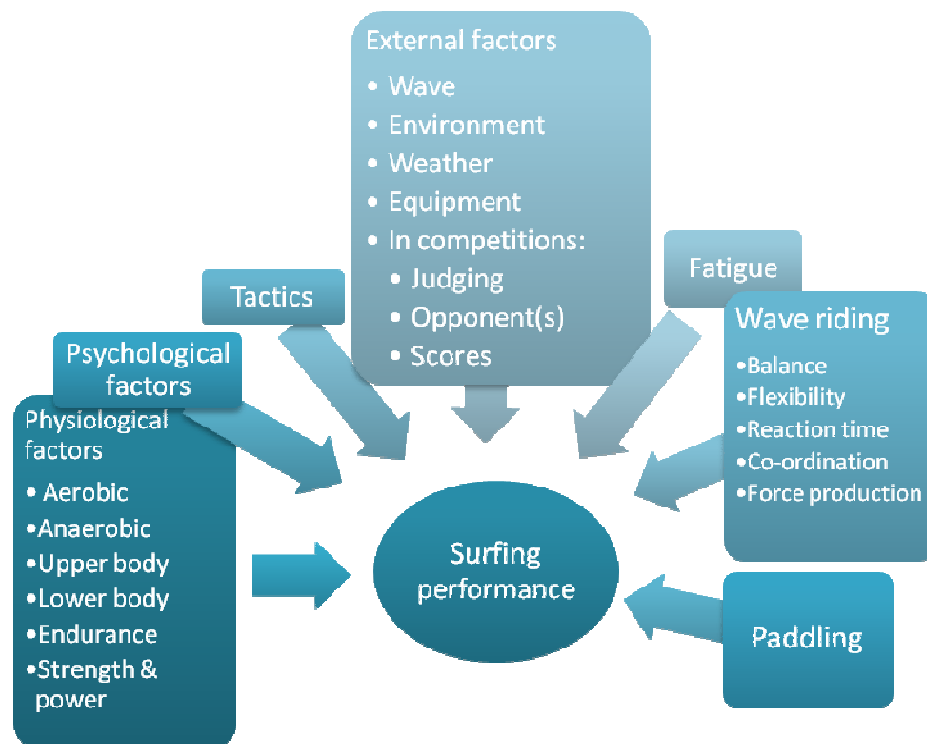 External factors
• Wave
• Environment
• Weather
• Equipment
• In competitions:
• Judging
• Opponent(s)
• Scores
Tactics
Fatigue
Psychological
factors
Wave riding
•Balance
•Flexibility
•Reaction time
•Co-ordination
•Force production
Physiological
factors
• Aerobic
•Anaerobic
•Upper body
•Lower body
•Endurance
•Strength &
power
Surfing
performance
Paddling